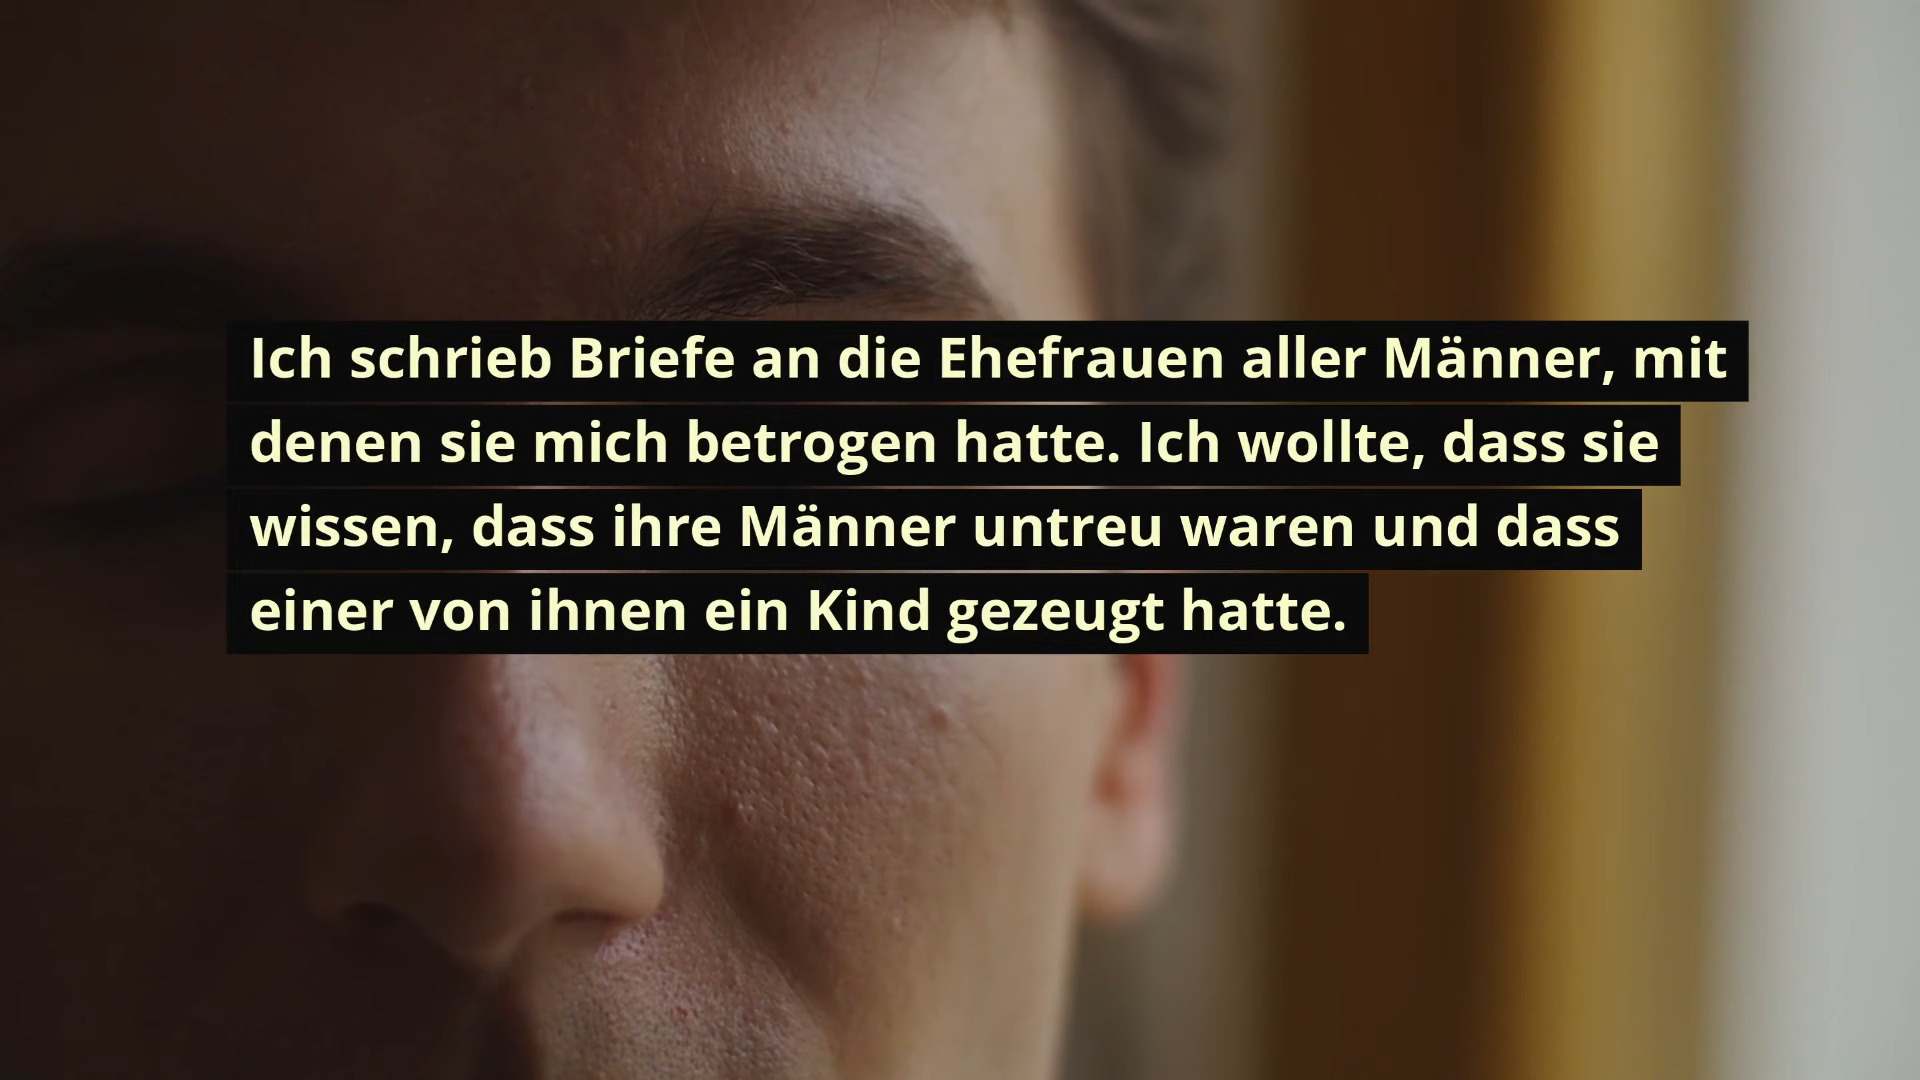 Ich schrieb Briefe an die Ehefrauen aller Männer, mit
denen sie mich betrogen hatte. Ich wollte, dass sie
wissen, dass ihre Männer untreu waren und dass
einer von ihnen ein Kind gezeugt hatte.